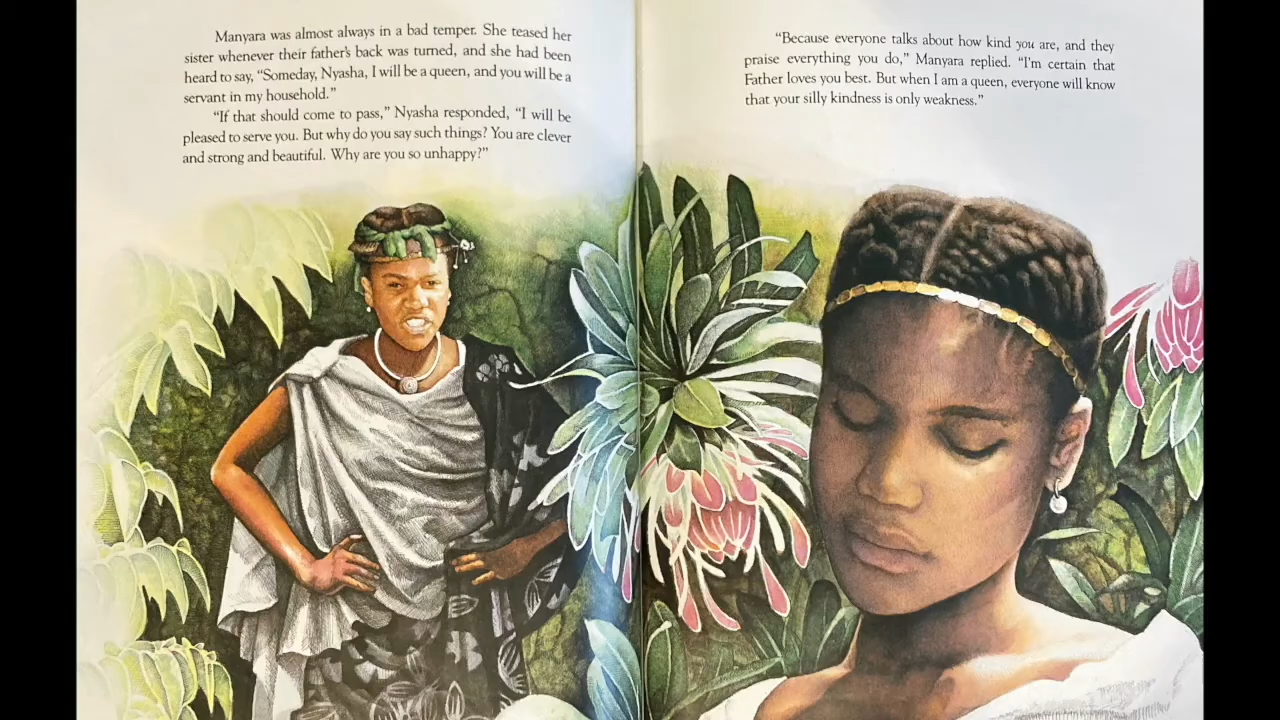 Manyara was almost always in a bad temper. She teased her
sister whenever their father's back was turned, and she had been
heard to say, “Someday, Nyasha, I will be a queen, and you will be a
servant in my household.”
“If that should come to pass,” Nyasha responded, “I will be
pleased to serve you. But why do you say such things? You are clever
and strong and beautiful. Why are you so unhappy?”
“Because everyone talks about how kind you are, and they
praise everything you do,” Manyara replied. “I'm certain that
Father loves you best. But when I am a queen, everyone will know
that your silly kindness is only weakness.”